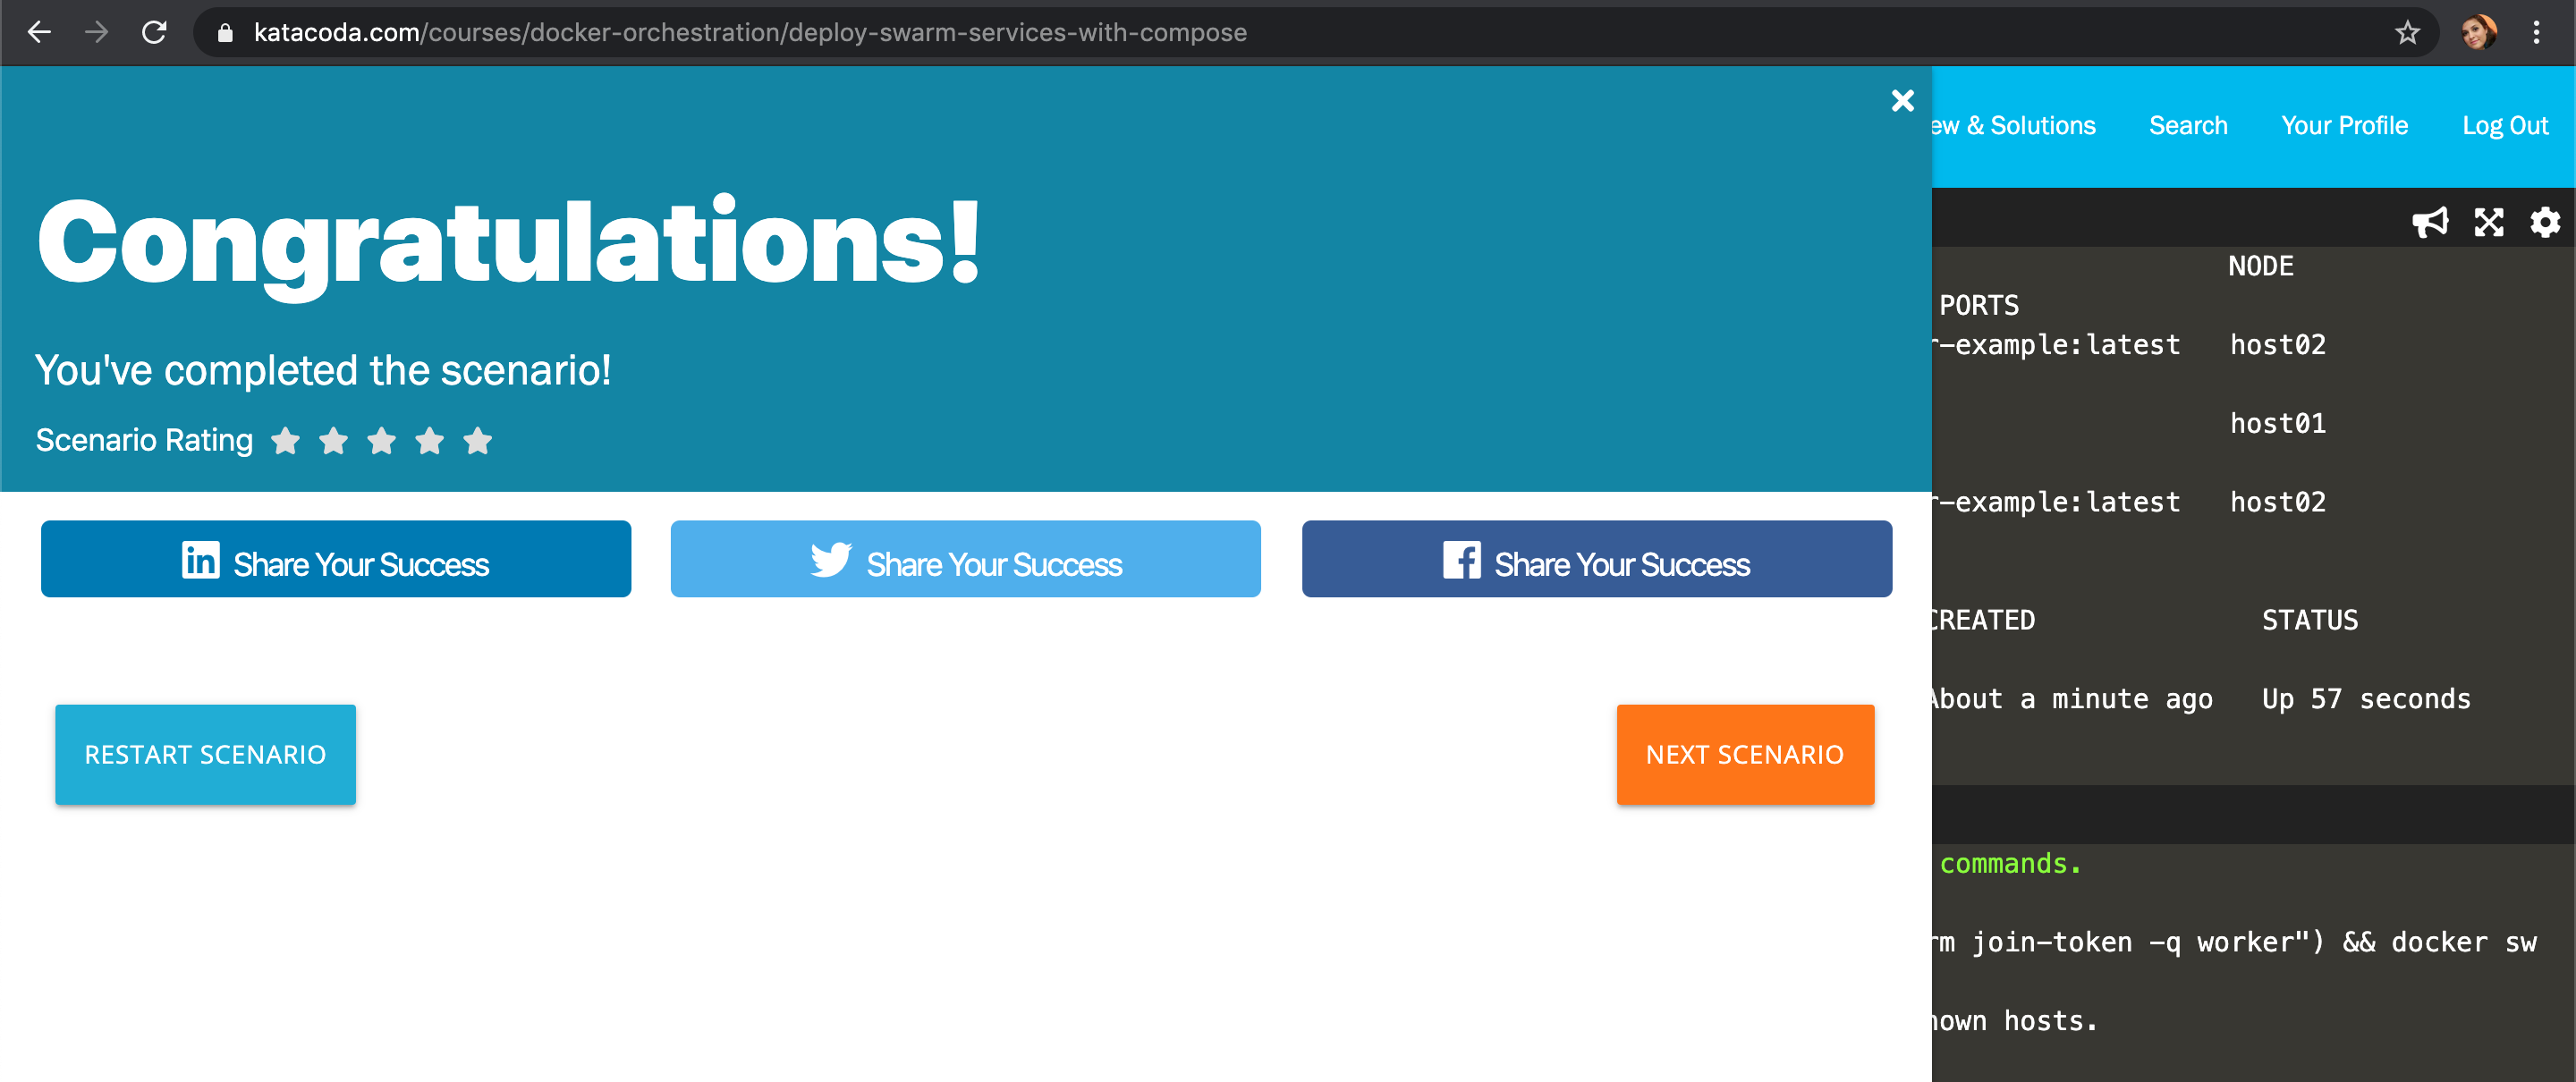 katacoda.com/courses/docker-orchestration/deploy-swarm-services-with-compose
& Solutions Search Your Profile Log Out
Congratulations!
You've completed the scenario!
Scenario Rating
in Share Your Success
Share Your Success
f Share Your Success
RESTART SCENARIO
NEXT SCENARIO
NODE
PORTS
-example:latest host02
host01
-example:latest host02
CREATED STATUS
About a minute ago Up 57 seconds
commands.
join-token -q worker") && docker sw
hosts.